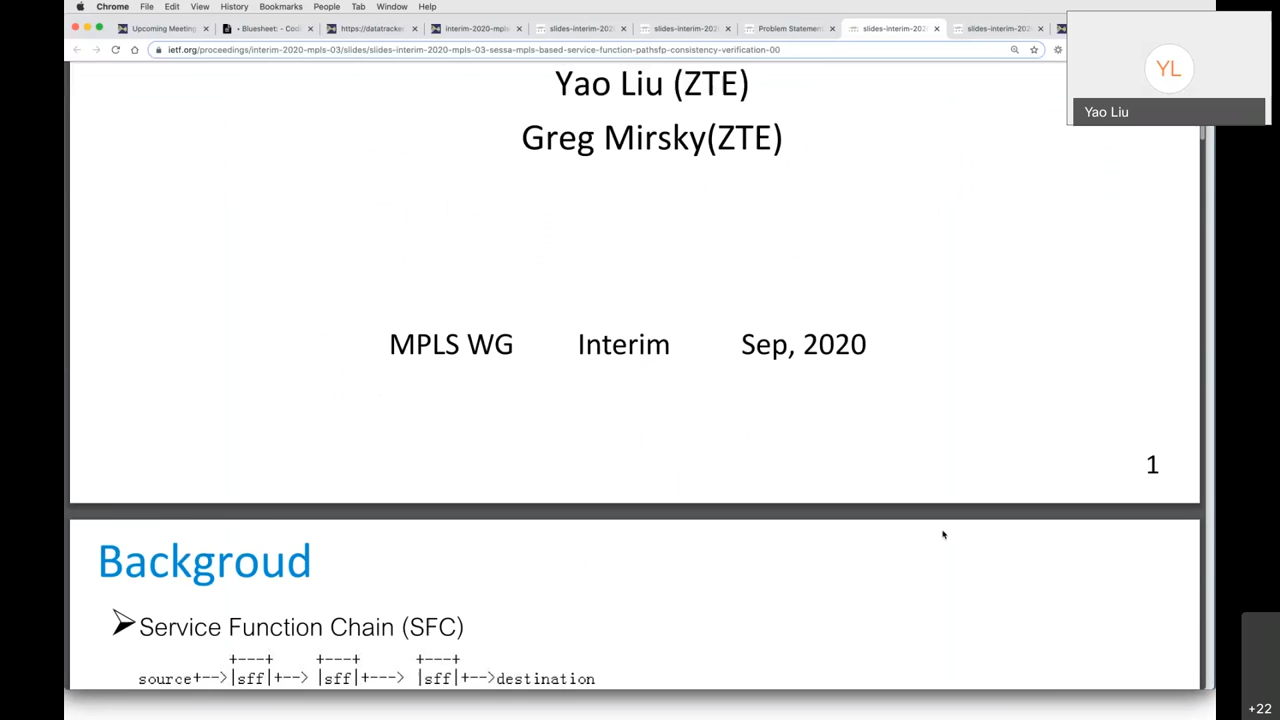 Chrome File Edit View History Bookmarks People Tab Window Help
Upcoming Meeting
• Bluesheet: - Codi
https://datatracker
interim-2020-mpls-
slides-interim-202
slides-interim-202
Problem Statement
slides-interim-202
slides-interim-202
ietf.org/proceedings/interim-2020-mpls-03/slides/slides-interim-2020-mpls-03-sessa-mpls-based-service-function-pathsfp-consistency-verification-00
YL
Yao Liu
Yao Liu (ZTE)
Greg Mirsky(ZTE)
MPLS WG Interim Sep, 2020
1
Backgroud
Service Function Chain (SFC)
+---+ +---+ +---+
source+-->|sff|+--> |sff|+---> |sff|+-->destination
+22